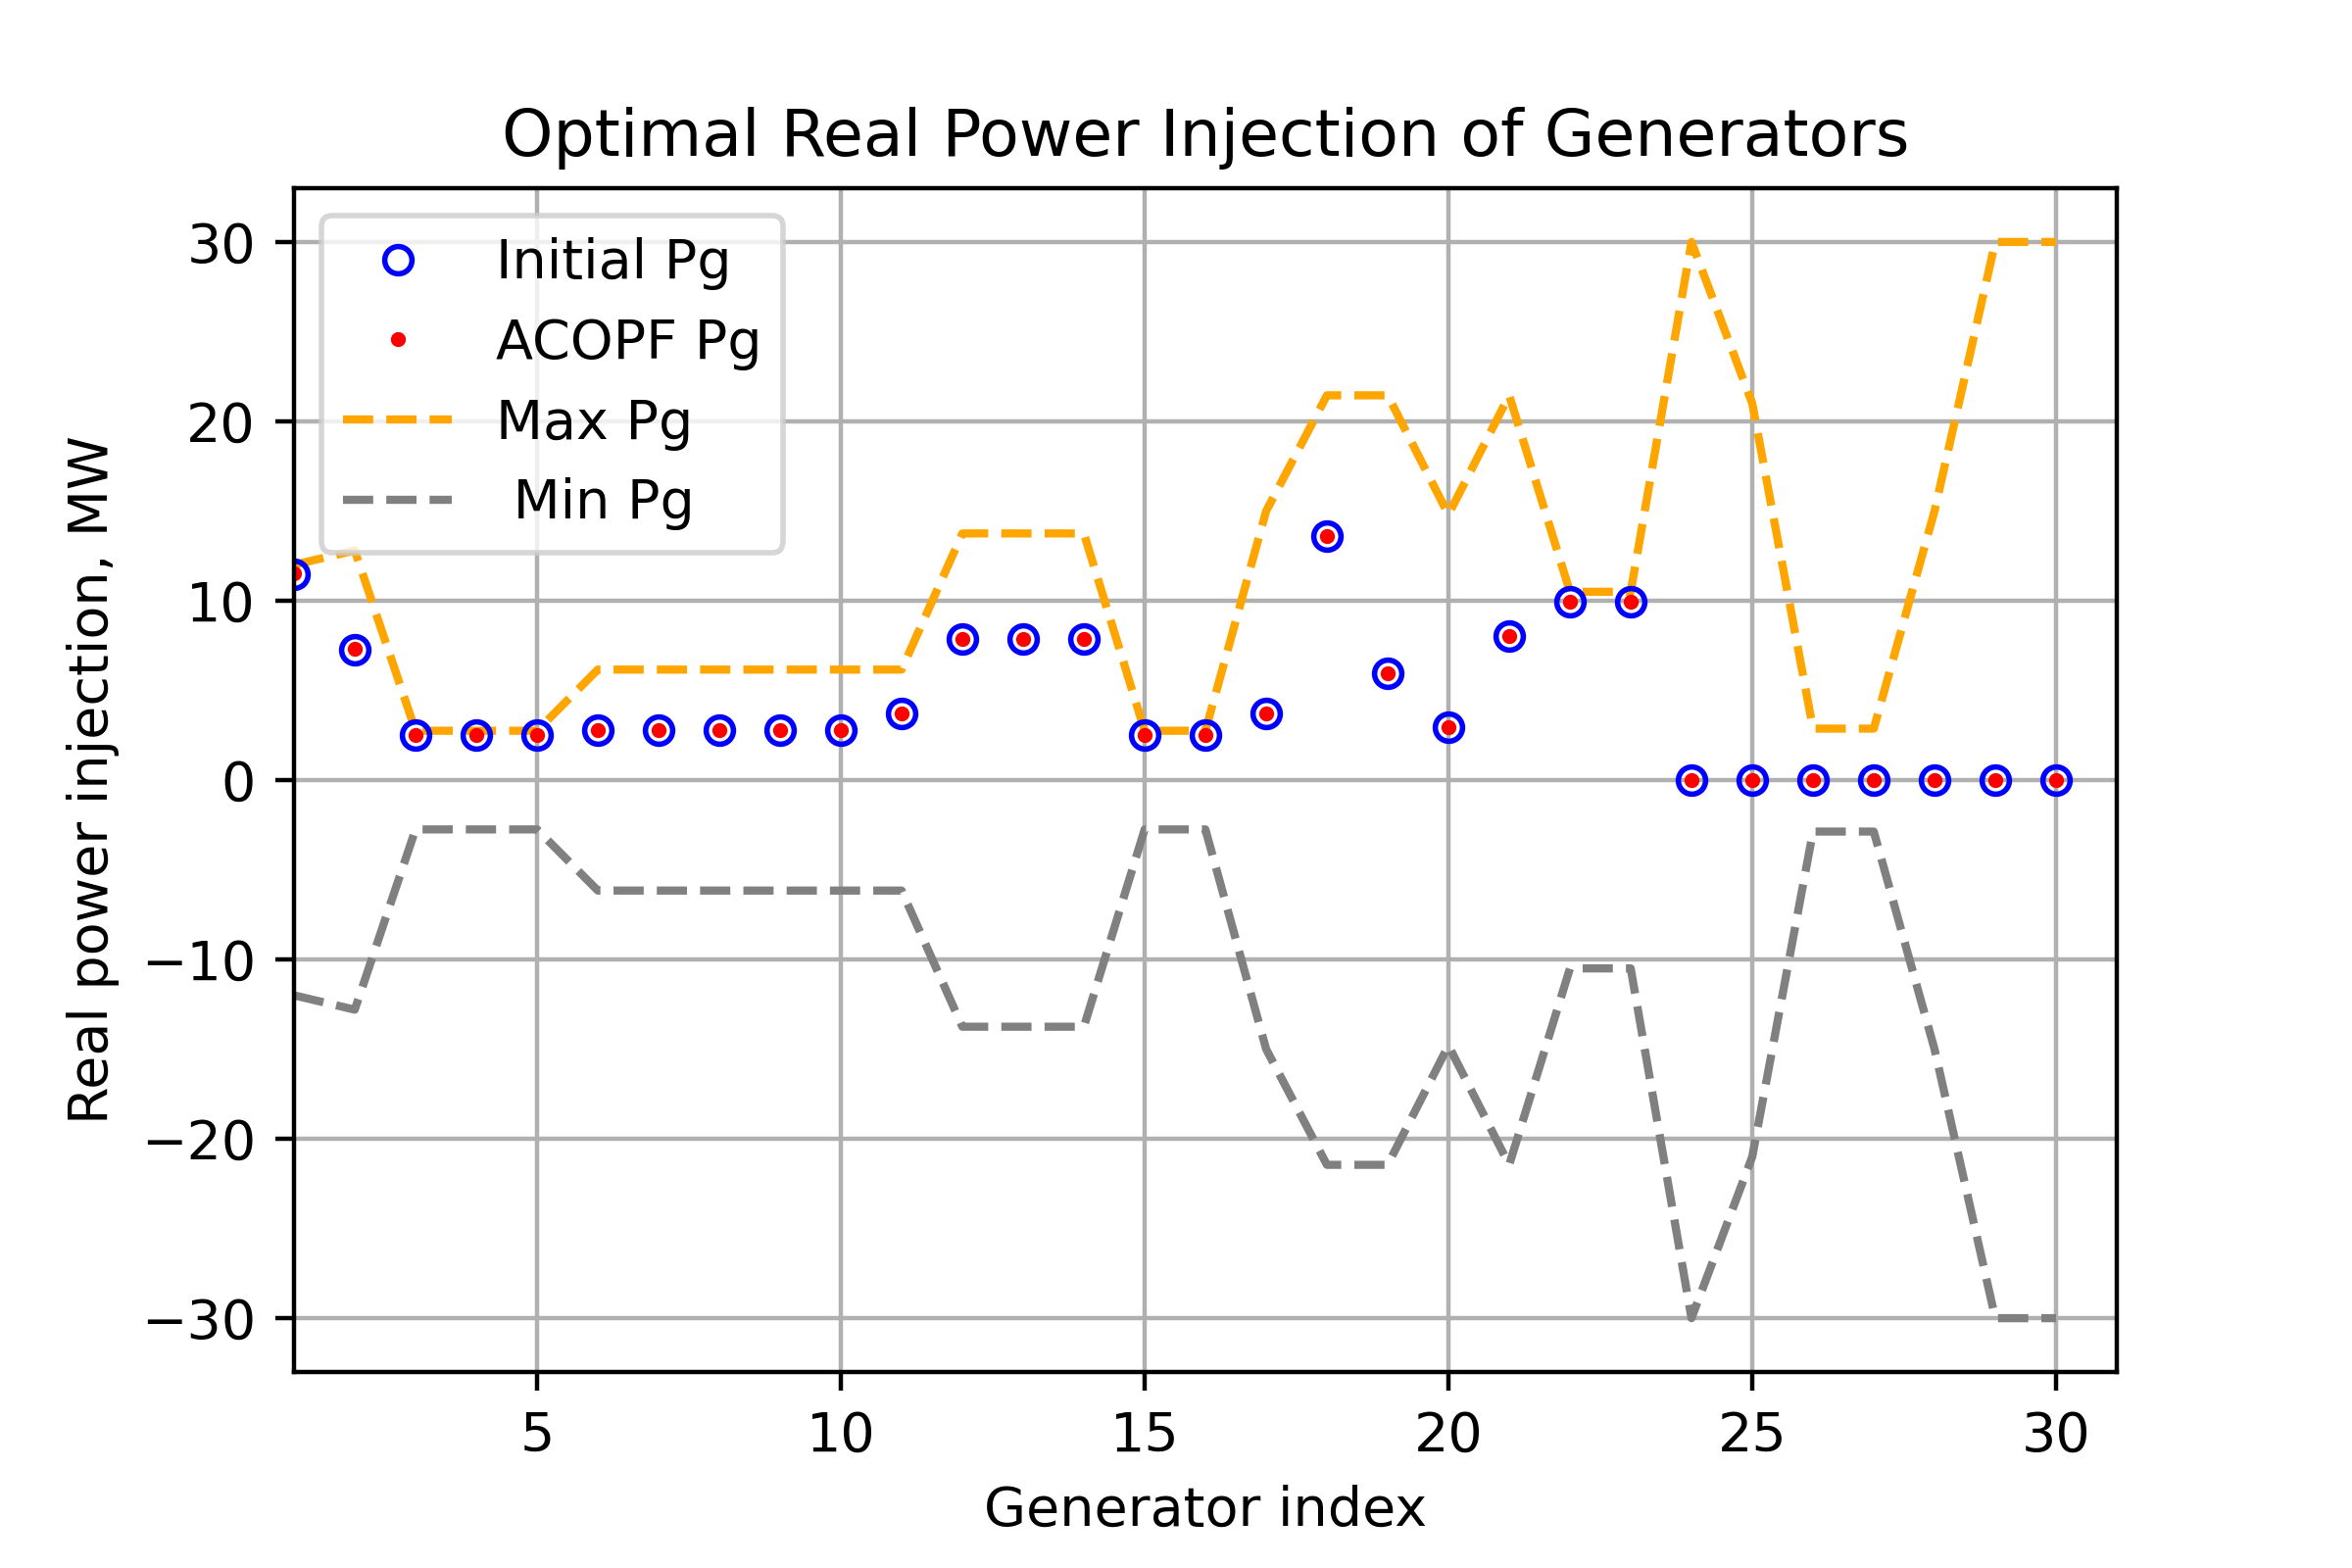 Optimal Real Power Injection of Generators
Initial Pg
ACOPF Pg
Max Pg
Min Pg
Real power injection, MW
30
20
10
0
−10
−20
−30
5 10 15 20 25 30
Generator index